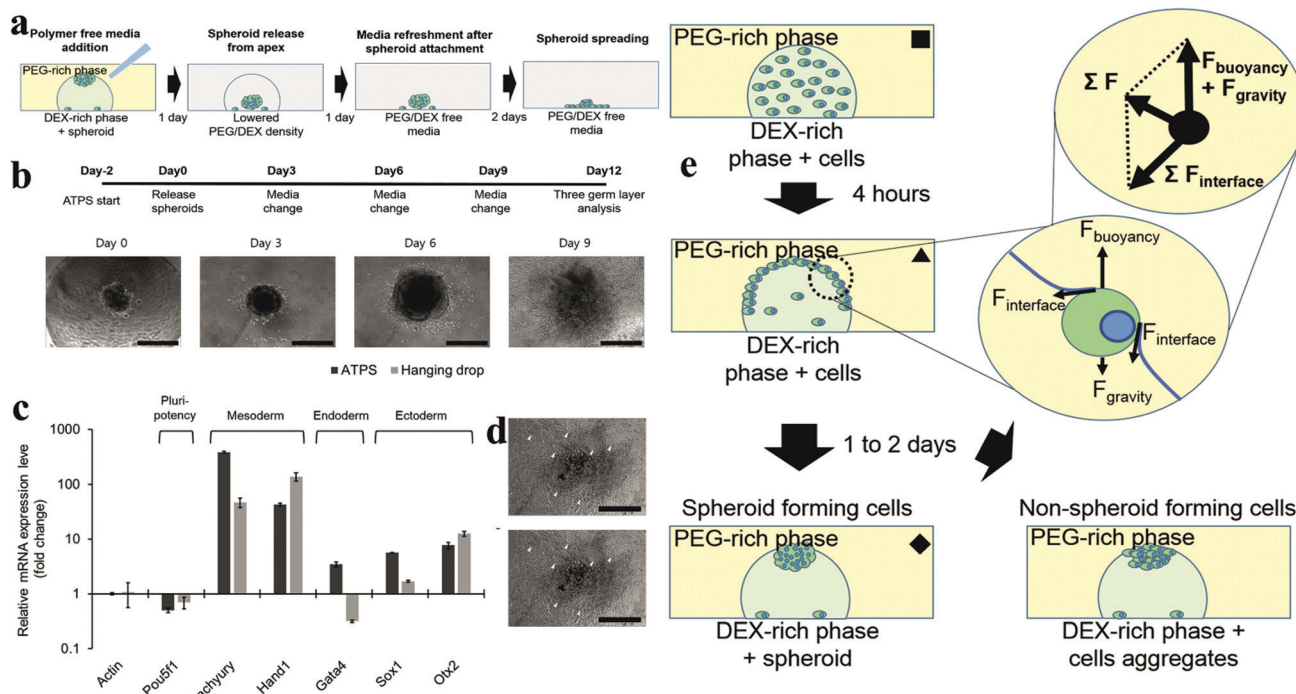 a
Polymer free media
addition
PEG-rich phase
DEX-rich phase
+ spheroid
1 day
Spheroid release
from apex
Lowered
PEG/DEX density
1 day
Media refreshment after
spheroid attachment
PEG/DEX free
media
2 days
Spheroid spreading
PEG/DEX free
media
b
Day-2 Day0 Day3 Day6 Day9 Day12
ATPS start Release Media Media Media Three germ layer
spheroids change change change analysis
Day 0 Day 3 Day 6 Day 9
c
ATPS Hanging drop
Pluri-
potency Mesoderm Endoderm Ectoderm
Relative mRNA expression leve
(fold change)
1000
100
10
1
0.1
Actin
Pou5f1
achyury
Hand1
Gata4
Sox1
Otx2
d
e
PEG-rich phase
DEX-rich
phase + cells
4 hours
PEG-rich phase
DEX-rich
phase + cells
Σ F
Fbuoyancy
+ Fgravity
Σ Finterface
Fbuoyancy
Finterface
Finterface
Fgravity
1 to 2 days
Spheroid forming cells
PEG-rich phase
DEX-rich phase
+ spheroid
Non-spheroid forming cells
PEG-rich phase
DEX-rich phase +
cells aggregates